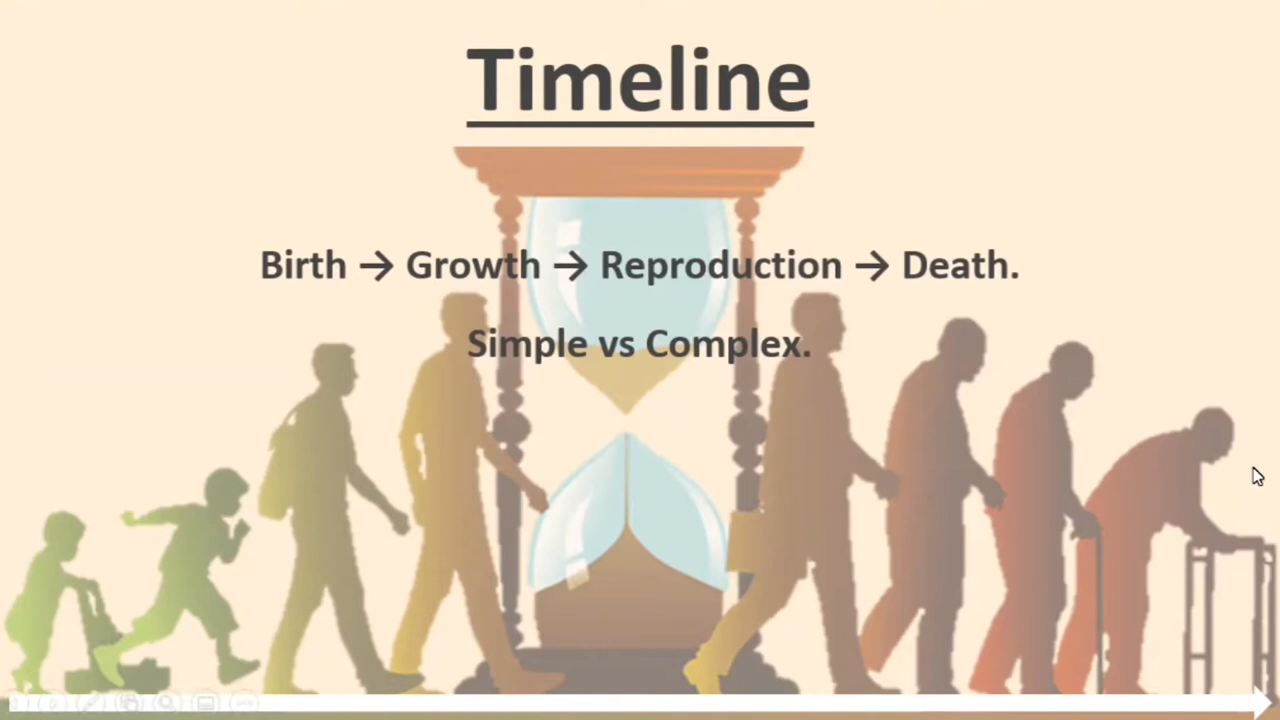 Timeline
Birth → Growth → Reproduction → Death.
Simple vs Complex.